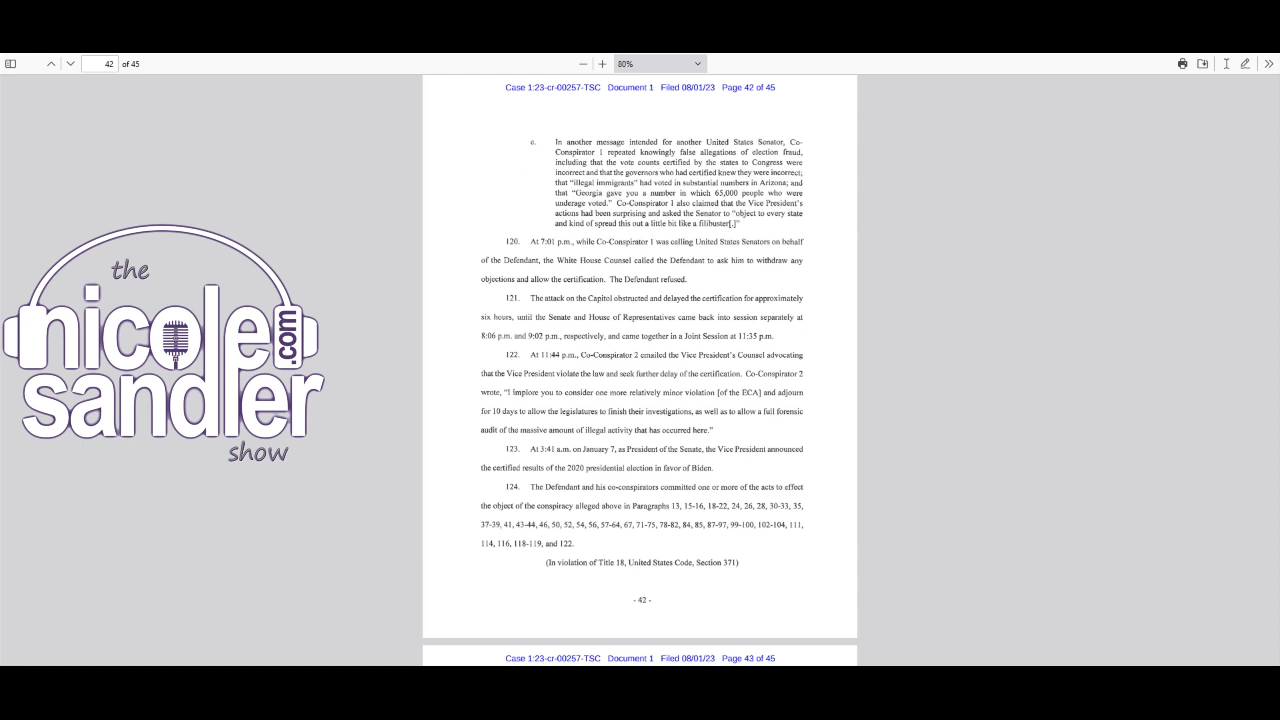 42 of 45
80%
Case 1:23-cr-00257-TSC Document 1 Filed 08/01/23 Page 42 of 45
c. In another message intended for another United States Senator, Co-
Conspirator 1 repeated knowingly false allegations of election fraud,
including that the vote counts certified by the states to Congress were
incorrect and that the governors who had certified knew they were incorrect;
that “illegal immigrants” had voted in substantial numbers in Arizona; and
that “Georgia gave you a number in which 65,000 people who were
underage voted.” Co-Conspirator 1 also claimed that the Vice President’s
actions had been surprising and asked the Senator to “object to every state
and kind of spread this out a little bit like a filibuster[.]”
120. At 7:01 p.m., while Co-Conspirator 1 was calling United States Senators on behalf
of the Defendant, the White House Counsel called the Defendant to ask him to withdraw any
objections and allow the certification. The Defendant refused.
121. The attack on the Capitol obstructed and delayed the certification for approximately
six hours, until the Senate and House of Representatives came back into session separately at
8:06 p.m. and 9:02 p.m., respectively, and came together in a Joint Session at 11:35 p.m.
122. At 11:44 p.m., Co-Conspirator 2 emailed the Vice President’s Counsel advocating
that the Vice President violate the law and seek further delay of the certification. Co-Conspirator 2
wrote, “I implore you to consider one more relatively minor violation [of the ECA] and adjourn
for 10 days to allow the legislatures to finish their investigations, as well as to allow a full forensic
audit of the massive amount of illegal activity that has occurred here.”
123. At 3:41 a.m. on January 7, as President of the Senate, the Vice President announced
the certified results of the 2020 presidential election in favor of Biden.
124. The Defendant and his co-conspirators committed one or more of the acts to effect
the object of the conspiracy alleged above in Paragraphs 13, 15-16, 18-22, 24, 26, 28, 30-33, 35,
37-39, 41, 43-44, 46, 50, 52, 54, 56, 57-64, 67, 71-75, 78-82, 84, 85, 87-97, 99-100, 102-104, 111,
114, 116, 118-119, and 122.
(In violation of Title 18, United States Code, Section 371)
- 42 -
Case 1:23-cr-00257-TSC Document 1 Filed 08/01/23 Page 43 of 45
the
nicole
.com
sandler
show